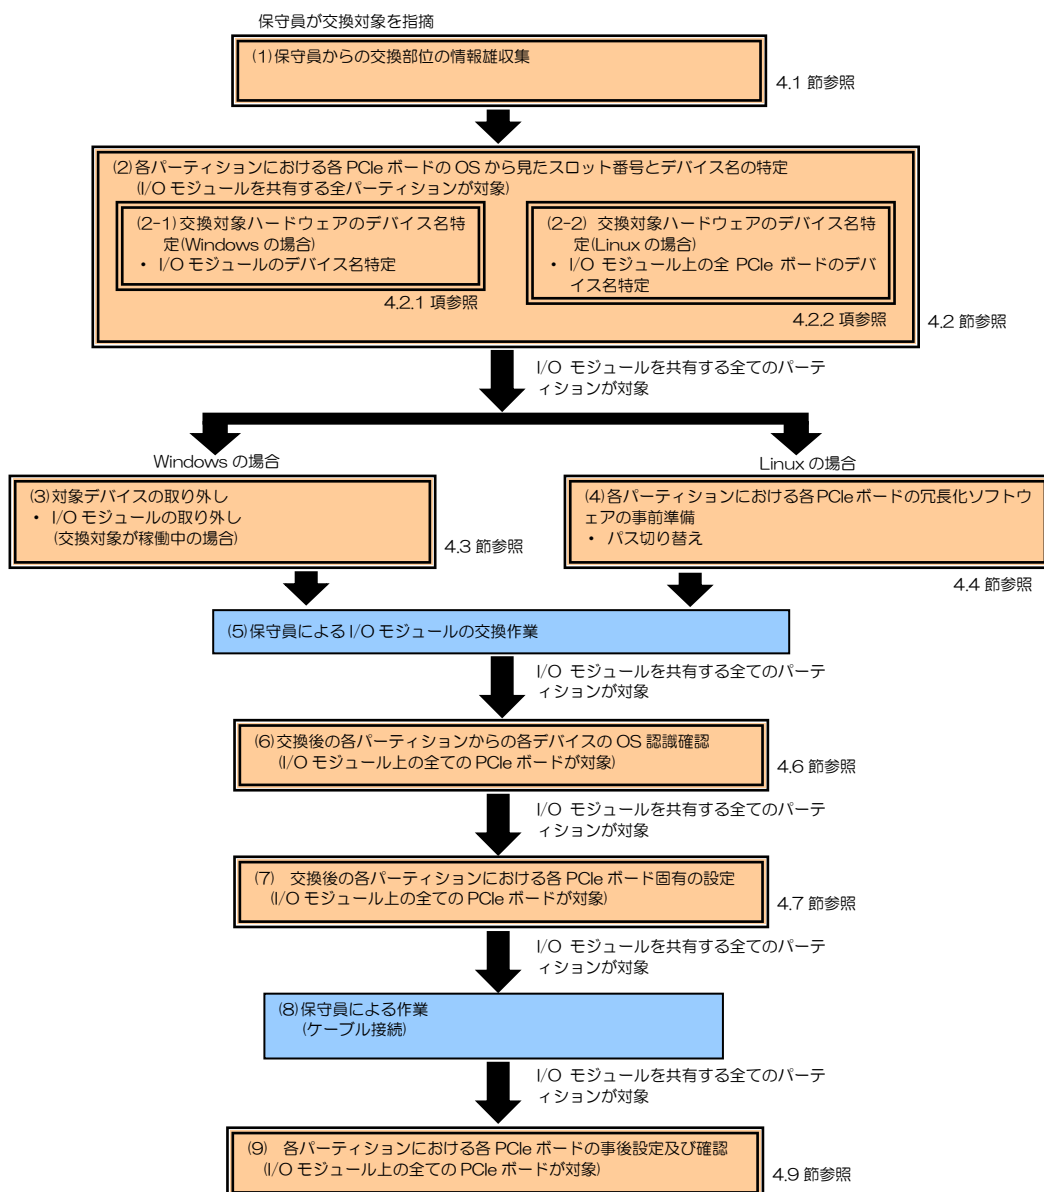 保守員が交換対象を指摘
(1)保守員からの交換部位の情報雄収集
4.1 節参照
(2)各パーティションにおける各 PCIe ボードの OS から見たスロット番号とデバイス名の特定
(I/O モジュールを共有する全パーティションが対象)
(2-1)交換対象ハードウェアのデバイス名特
定(Windows の場合)
・ I/O モジュールのデバイス名特定
4.2.1 項参照
(2-2) 交換対象ハードウェアのデバイス名特
定(Linux の場合)
・ I/O モジュール上の全 PCIe ボードのデバ
イス名特定
4.2.2 項参照
4.2 節参照
I/O モジュールを共有する全てのパーテ
ィションが対象
Windows の場合
Linux の場合
(3)対象デバイスの取り外し
・ I/O モジュールの取り外し
(交換対象が稼働中の場合)
4.3 節参照
(4)各パーティションにおける各PCIeボードの冗長化ソフトウ
ェアの事前準備
・ パス切り替え
4.4 節参照
(5)保守員による I/O モジュールの交換作業
I/O モジュールを共有する全てのパーテ
ィションが対象
(6)交換後の各パーティションからの各デバイスの OS 認識確認
(I/O モジュール上の全ての PCIe ボードが対象)
4.6 節参照
I/O モジュールを共有する全てのパーテ
ィションが対象
(7) 交換後の各パーティションにおける各 PCIe ボード固有の設定
(I/O モジュール上の全ての PCIe ボードが対象)
4.7 節参照
I/O モジュールを共有する全てのパーテ
ィションが対象
(8)保守員による作業
(ケーブル接続)
I/O モジュールを共有する全てのパーテ
ィションが対象
(9) 各パーティションにおける各 PCIe ボードの事後設定及び確認
(I/O モジュール上の全ての PCIe ボードが対象)
4.9 節参照